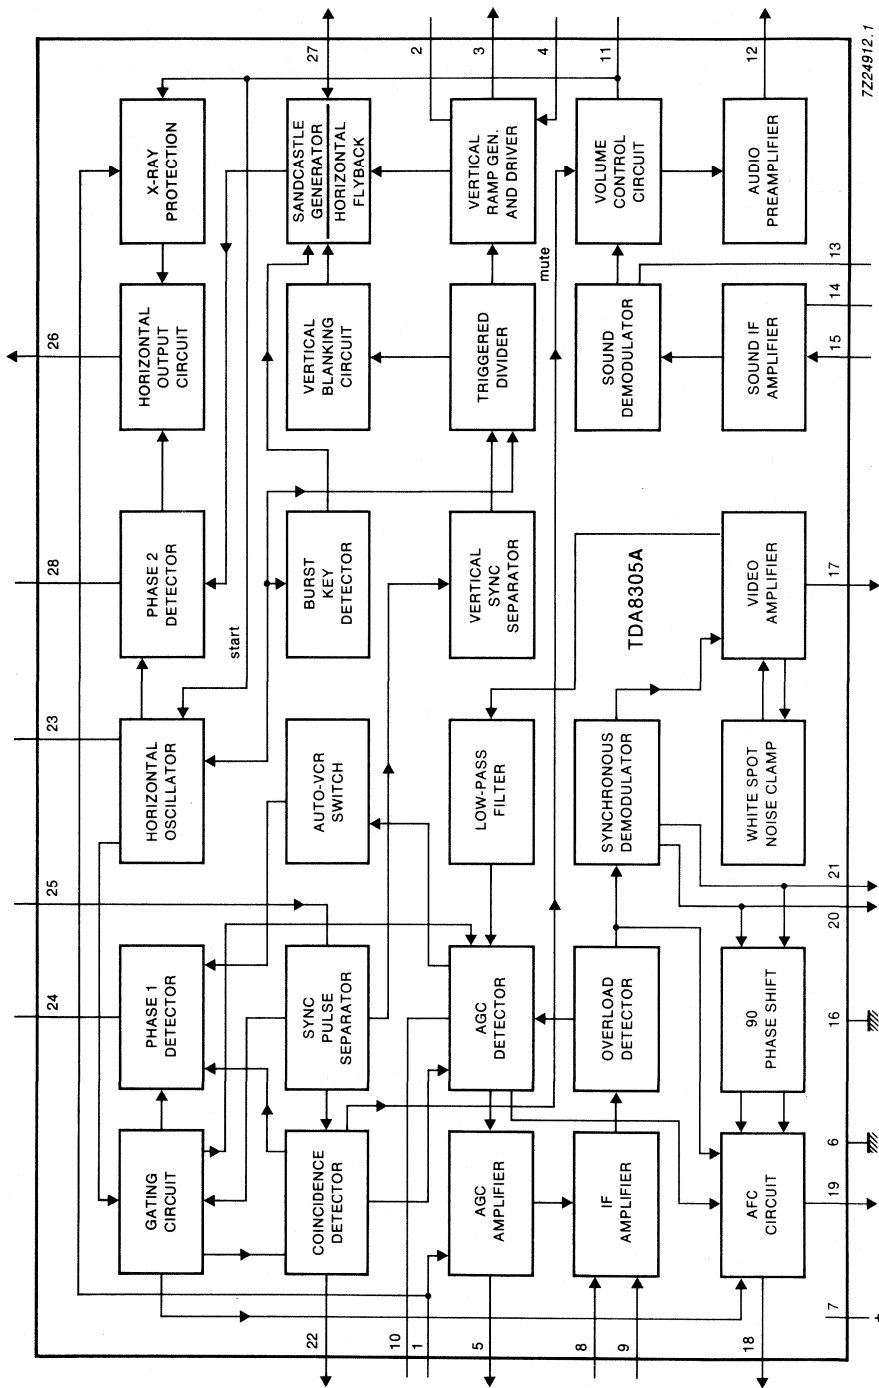 27
2
3
4
11
12
7Z24912.1
X-RAY
PROTECTION
SANDCASTLE
GENERATOR
HORIZONTAL
FLYBACK
VERTICAL
RAMP GEN.
AND DRIVER
VOLUME
CONTROL
CIRCUIT
AUDIO
PREAMPLIFIER
mute
13
14
15
26
HORIZONTAL
OUTPUT
CIRCUIT
VERTICAL
BLANKING
CIRCUIT
TRIGGERED
DIVIDER
SOUND
DEMODULATOR
SOUND IF
AMPLIFIER
28
PHASE 2
DETECTOR
start
BURST
KEY
DETECTOR
VERTICAL
SYNC
SEPARATOR
TDA8305A
VIDEO
AMPLIFIER
17
23
HORIZONTAL
OSCILLATOR
AUTO-VCR
SWITCH
LOW-PASS
FILTER
SYNCHRONOUS
DEMODULATOR
WHITE SPOT
NOISE CLAMP
25
21
20
24
PHASE 1
DETECTOR
SYNC
PULSE
SEPARATOR
AGC
DETECTOR
OVERLOAD
DETECTOR
90
PHASE SHIFT
16
6
GATING
CIRCUIT
COINCIDENCE
DETECTOR
AGC
AMPLIFIER
IF
AMPLIFIER
AFC
CIRCUIT
19
7
+
22
10
1
5
8
9
18